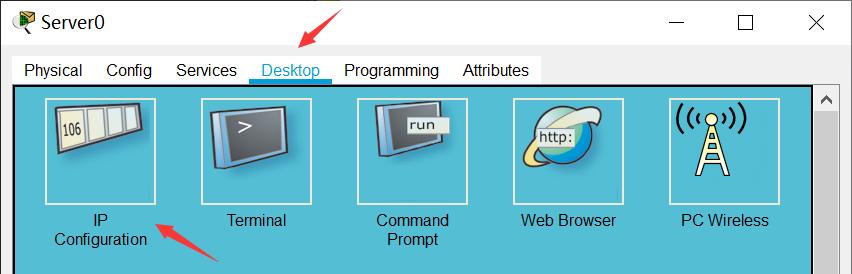 Server0
Physical Config Services Desktop Programming Attributes
106
>
run
http:
IP
Configuration
Terminal
Command
Prompt
Web Browser
PC Wireless